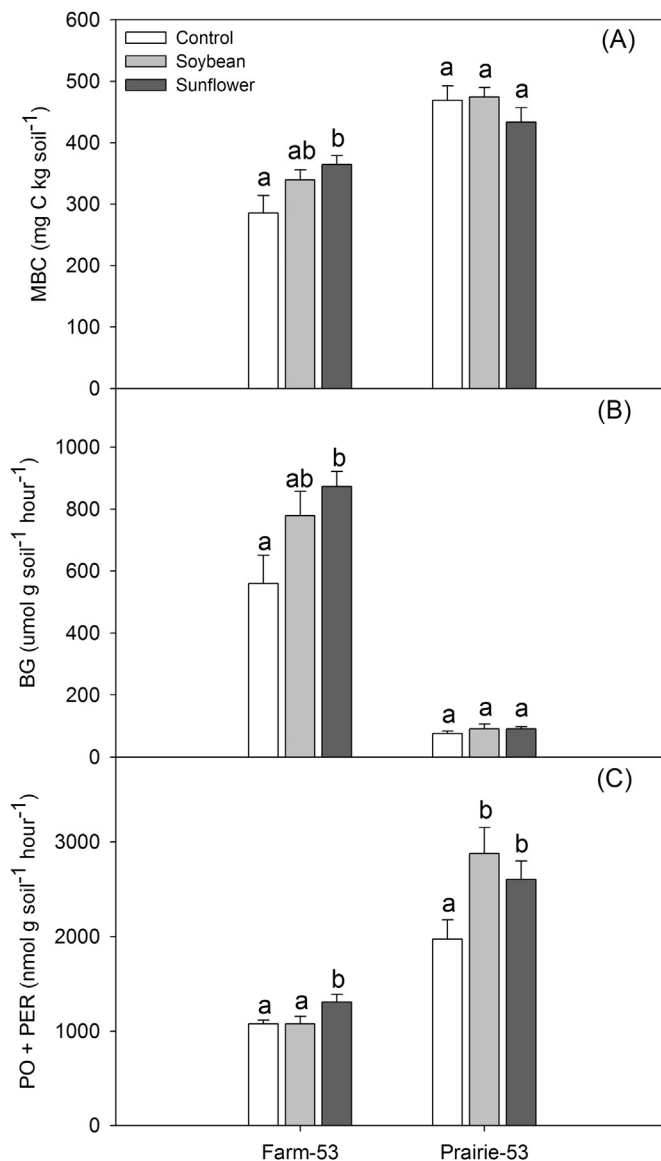 600
(A)
Control
Soybean
Sunflower
500
a a a
400
b
ab
a
300
200
100
0
MBC (mg C kg soil⁻¹)
(B)
1000
b
ab
800
a
600
400
200
a a a
0
BG (umol g soil⁻¹ hour⁻¹)
(C)
3000
b
b
a
2000
b
a a
1000
0
PO + PER (nmol g soil⁻¹ hour⁻¹)
Farm-53 Prairie-53